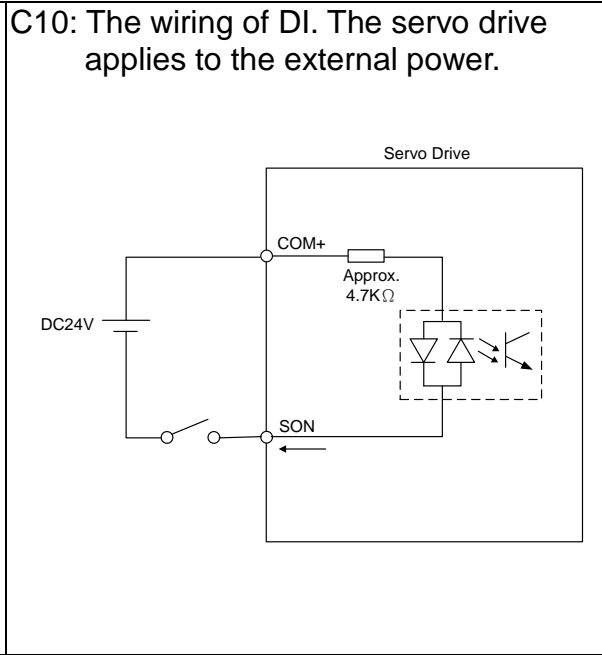 C10: The wiring of DI. The servo drive
applies to the external power.
Servo Drive
COM+
Approx.
4.7KΩ
DC24V
SON